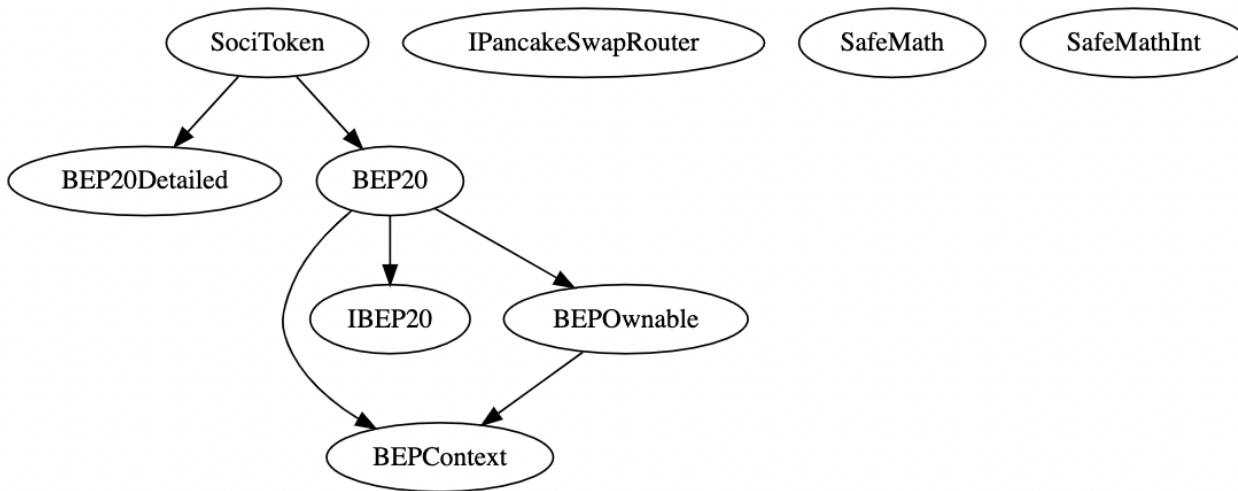 SociToken
IPancakeSwapRouter
SafeMath
SafeMathInt
BEP20Detailed
BEP20
IBEP20
BEPOwnable
BEPContext